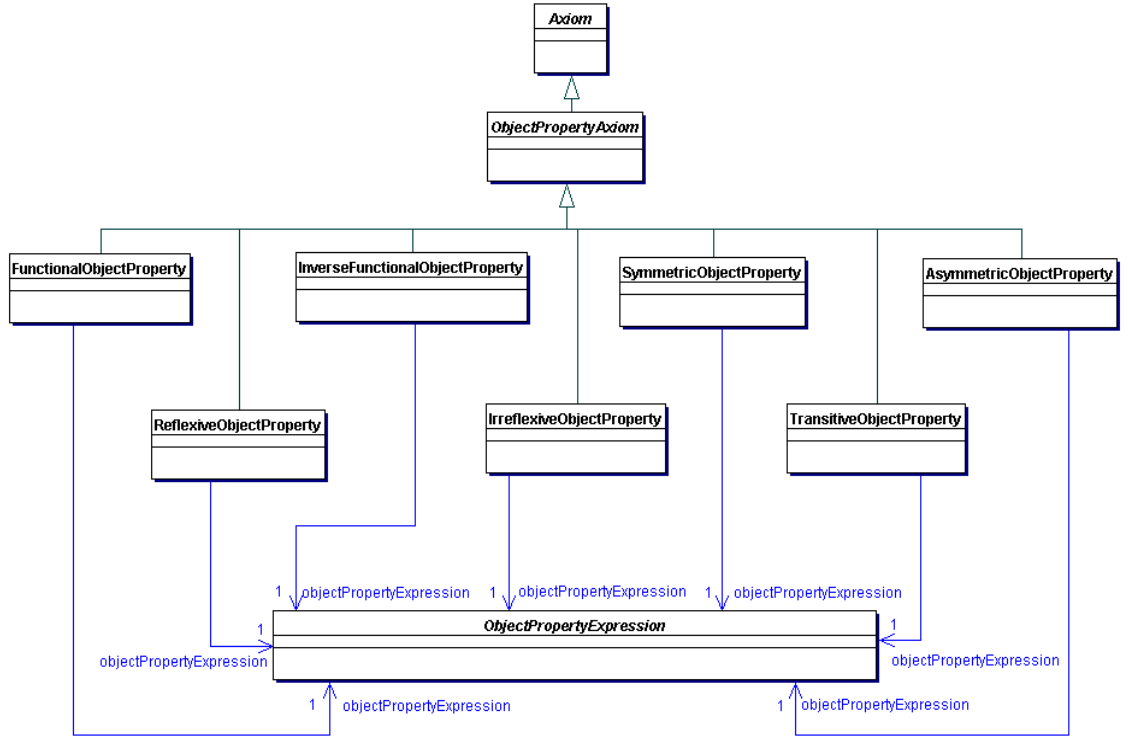 Axiom
ObjectPropertyAxiom
FunctionalObjectProperty
InverseFunctionalObjectProperty
SymmetricObjectProperty
AsymmetricObjectProperty
ReflexiveObjectProperty
IrreflexiveObjectProperty
TransitiveObjectProperty
1 objectPropertyExpression
1 objectPropertyExpression
1 objectPropertyExpression
ObjectPropertyExpression
1
objectPropertyExpression
1
objectPropertyExpression
1 objectPropertyExpression
1 objectPropertyExpression